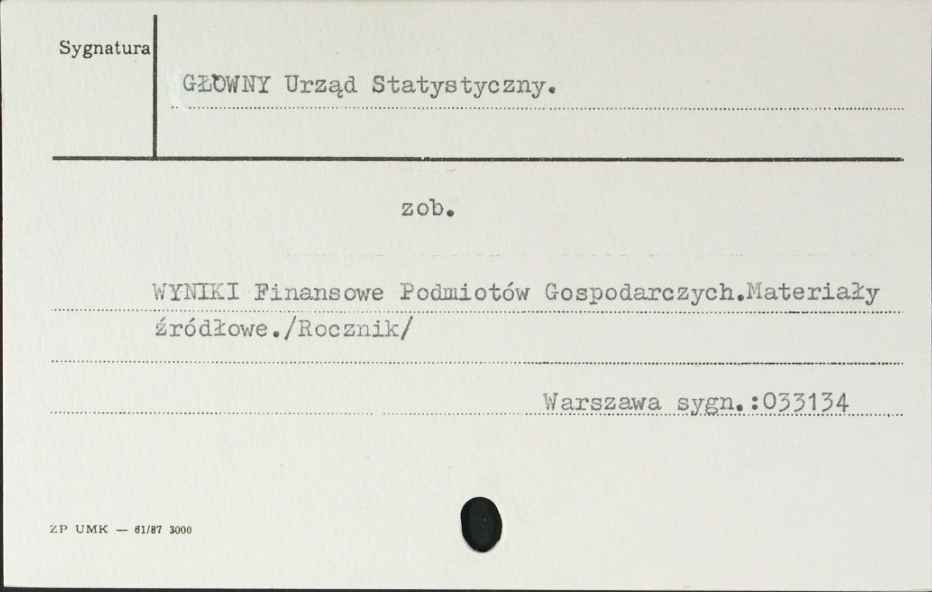 Sygnatura
GŁOWNY Urząd Statystyczny.
zob.
WYNIKI Finansowe Podmiotów Gospodarczych.Materiały
źródłowe./Rocznik/
Warszawa sygn.:033134
ZP UMK — 61/87 3000